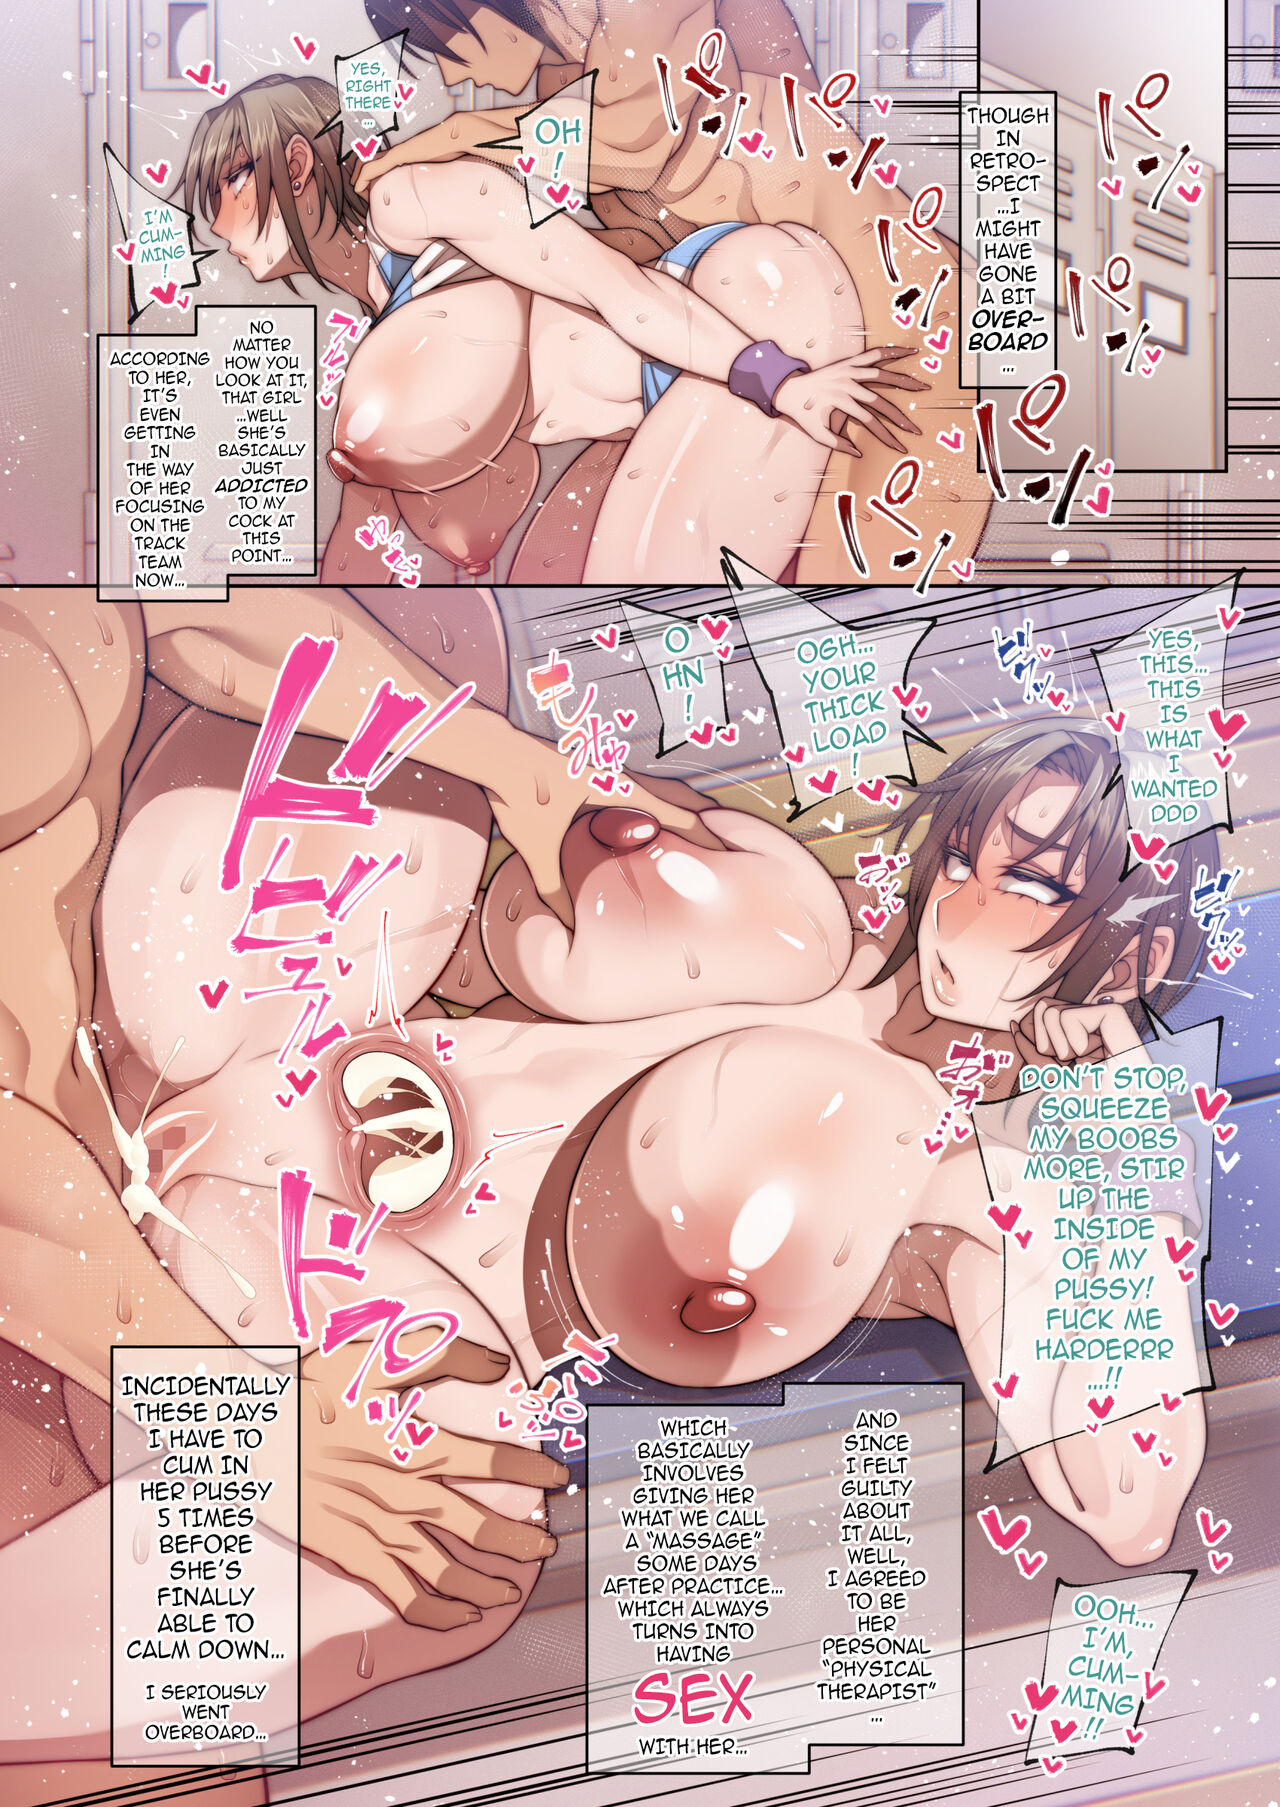 THOUGH
IN
RETRO-
SPECT
...I
MIGHT
HAVE
GONE
A BIT
OVER-
BOARD
...
OH
!
YES,
RIGHT
THERE
...
I'M
CUM-
MING
!
NO
MATTER
HOW YOU
LOOK AT IT,
THAT GIRL
...WELL
SHE'S
BASICALLY
JUST
ADDICTED
TO MY
COCK AT
THIS
POINT...
ACCORDING
TO HER,
IT'S
EVEN
GETTING
IN
THE WAY
OF HER
FOCUSING
ON THE
TRACK
TEAM
NOW...
YES,
THIS...
THIS
IS
WHAT
I
WANTED
DDD
OGH...
YOUR
THICK
LOAD
!
O
HN
!
DON'T STOP,
SQUEEZE
MY BOOBS
MORE, STIR
UP THE
INSIDE
OF MY
PUSSY!
FUCK ME
HARDERRR
...!!
ドビュル
ドプ
AND
SINCE
I FELT
GUILTY
ABOUT
IT ALL,
WELL,
I AGREED
TO BE
HER
PERSONAL
"PHYSICAL
THERAPIST"
...
WHICH
BASICALLY
INVOLVES
GIVING HER
WHAT WE CALL
A "MASSAGE"
SOME DAYS
AFTER PRACTICE...
WHICH ALWAYS
TURNS INTO
HAVING
SEX
WITH HER...
OOH...
I'M,
CUM-
MING
!!
INCIDENTALLY
THESE DAYS
I HAVE TO
CUM IN
HER PUSSY
5 TIMES
BEFORE
SHE'S
FINALLY
ABLE TO
CALM DOWN...
I SERIOUSLY
WENT
OVERBOARD...